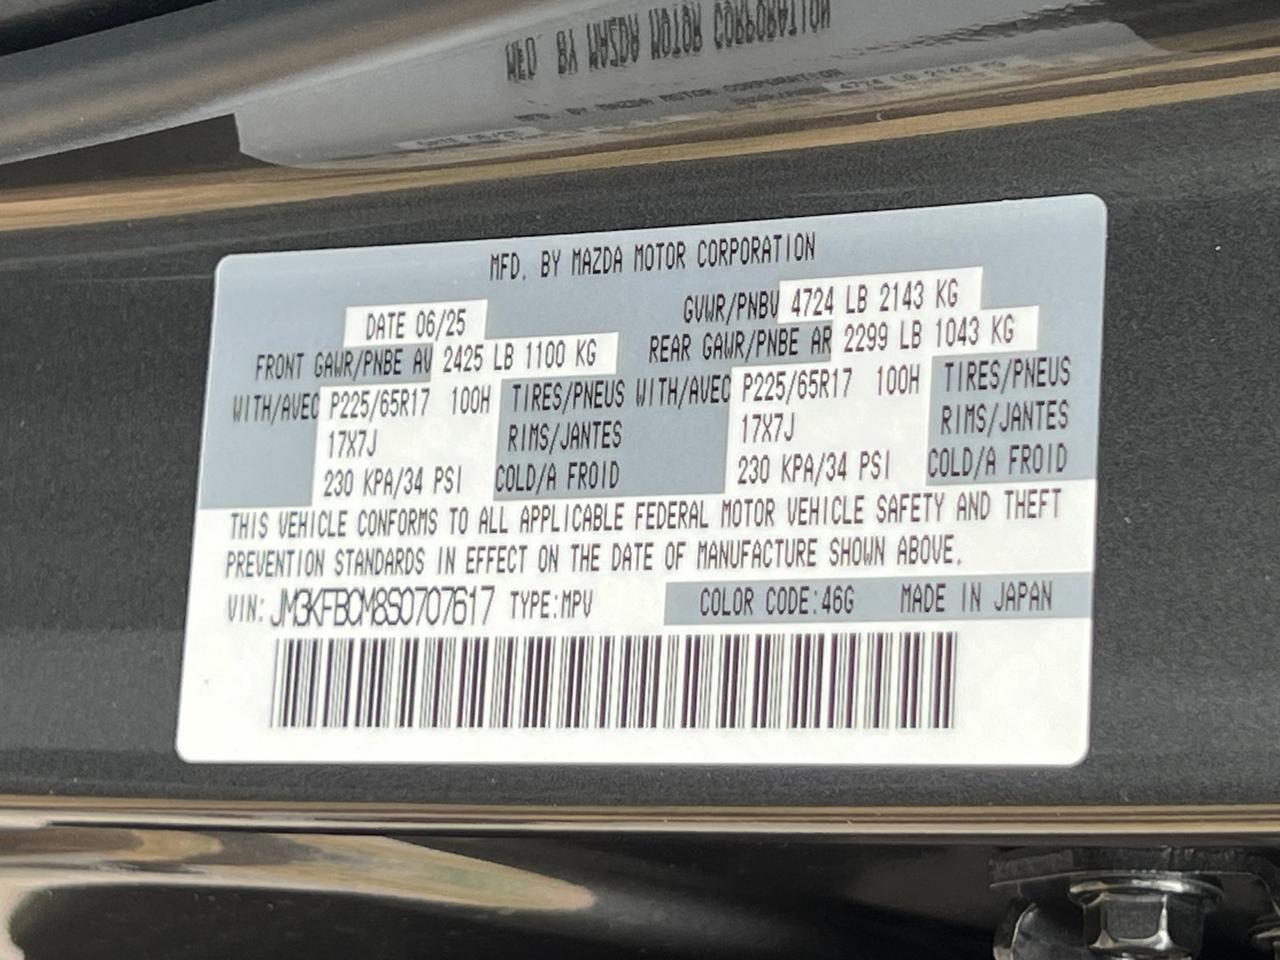 MFD. BY MAZDA MOTOR CORPORATION
DATE 06/25 GVWR/PNBV 4724 LB 2143 KG
FRONT GAWR/PNBE AV 2425 LB 1100 KG REAR GAWR/PNBE AR 2299 LB 1043 KG
WITH/AVEC P225/65R17 100H TIRES/PNEUS WITH/AVEC P225/65R17 100H TIRES/PNEUS
17X7J RIMS/JANTES 17X7J RIMS/JANTES
230 KPA/34 PSI COLD/A FROID 230 KPA/34 PSI COLD/A FROID
THIS VEHICLE CONFORMS TO ALL APPLICABLE FEDERAL MOTOR VEHICLE SAFETY AND THEFT
PREVENTION STANDARDS IN EFFECT ON THE DATE OF MANUFACTURE SHOWN ABOVE.
VIN: JM3KFBCM8S0707617 TYPE:MPV COLOR CODE:46G MADE IN JAPAN